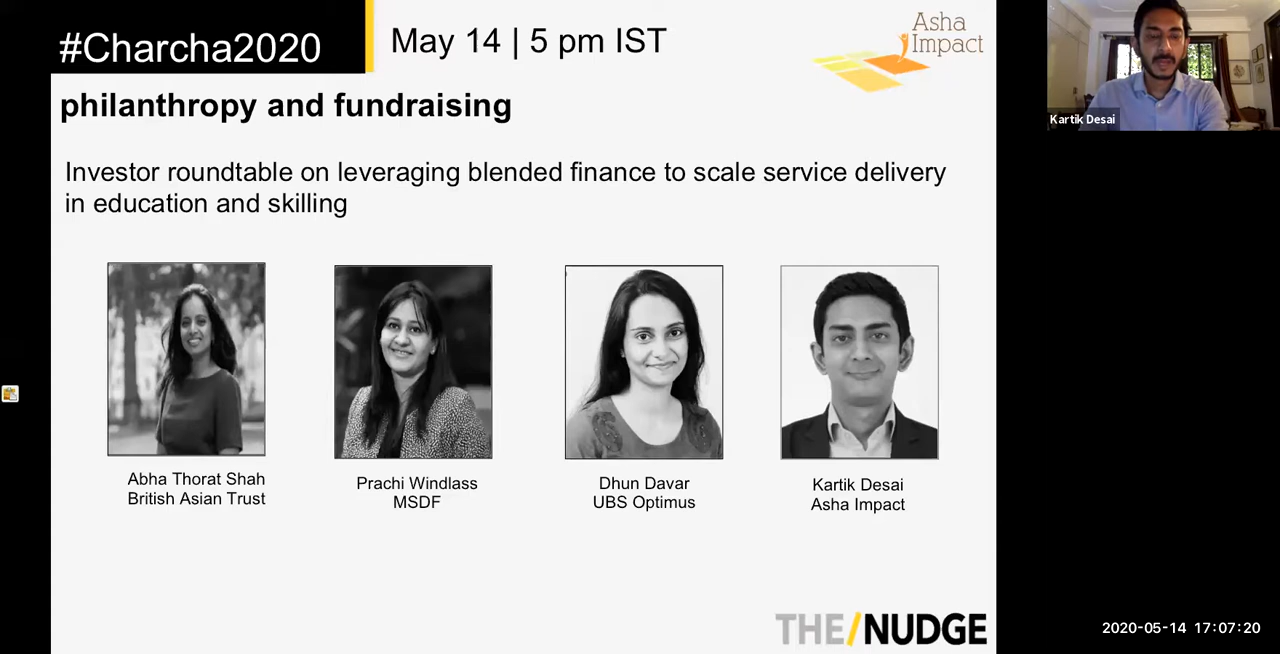 #Charcha2020
May 14 | 5 pm IST
Asha
Impact
Kartik Desai
philanthropy and fundraising
Investor roundtable on leveraging blended finance to scale service delivery
in education and skilling
Abha Thorat Shah
British Asian Trust
Prachi Windlass
MSDF
Dhun Davar
UBS Optimus
Kartik Desai
Asha Impact
THE/NUDGE
2020-05-14 17:07:20